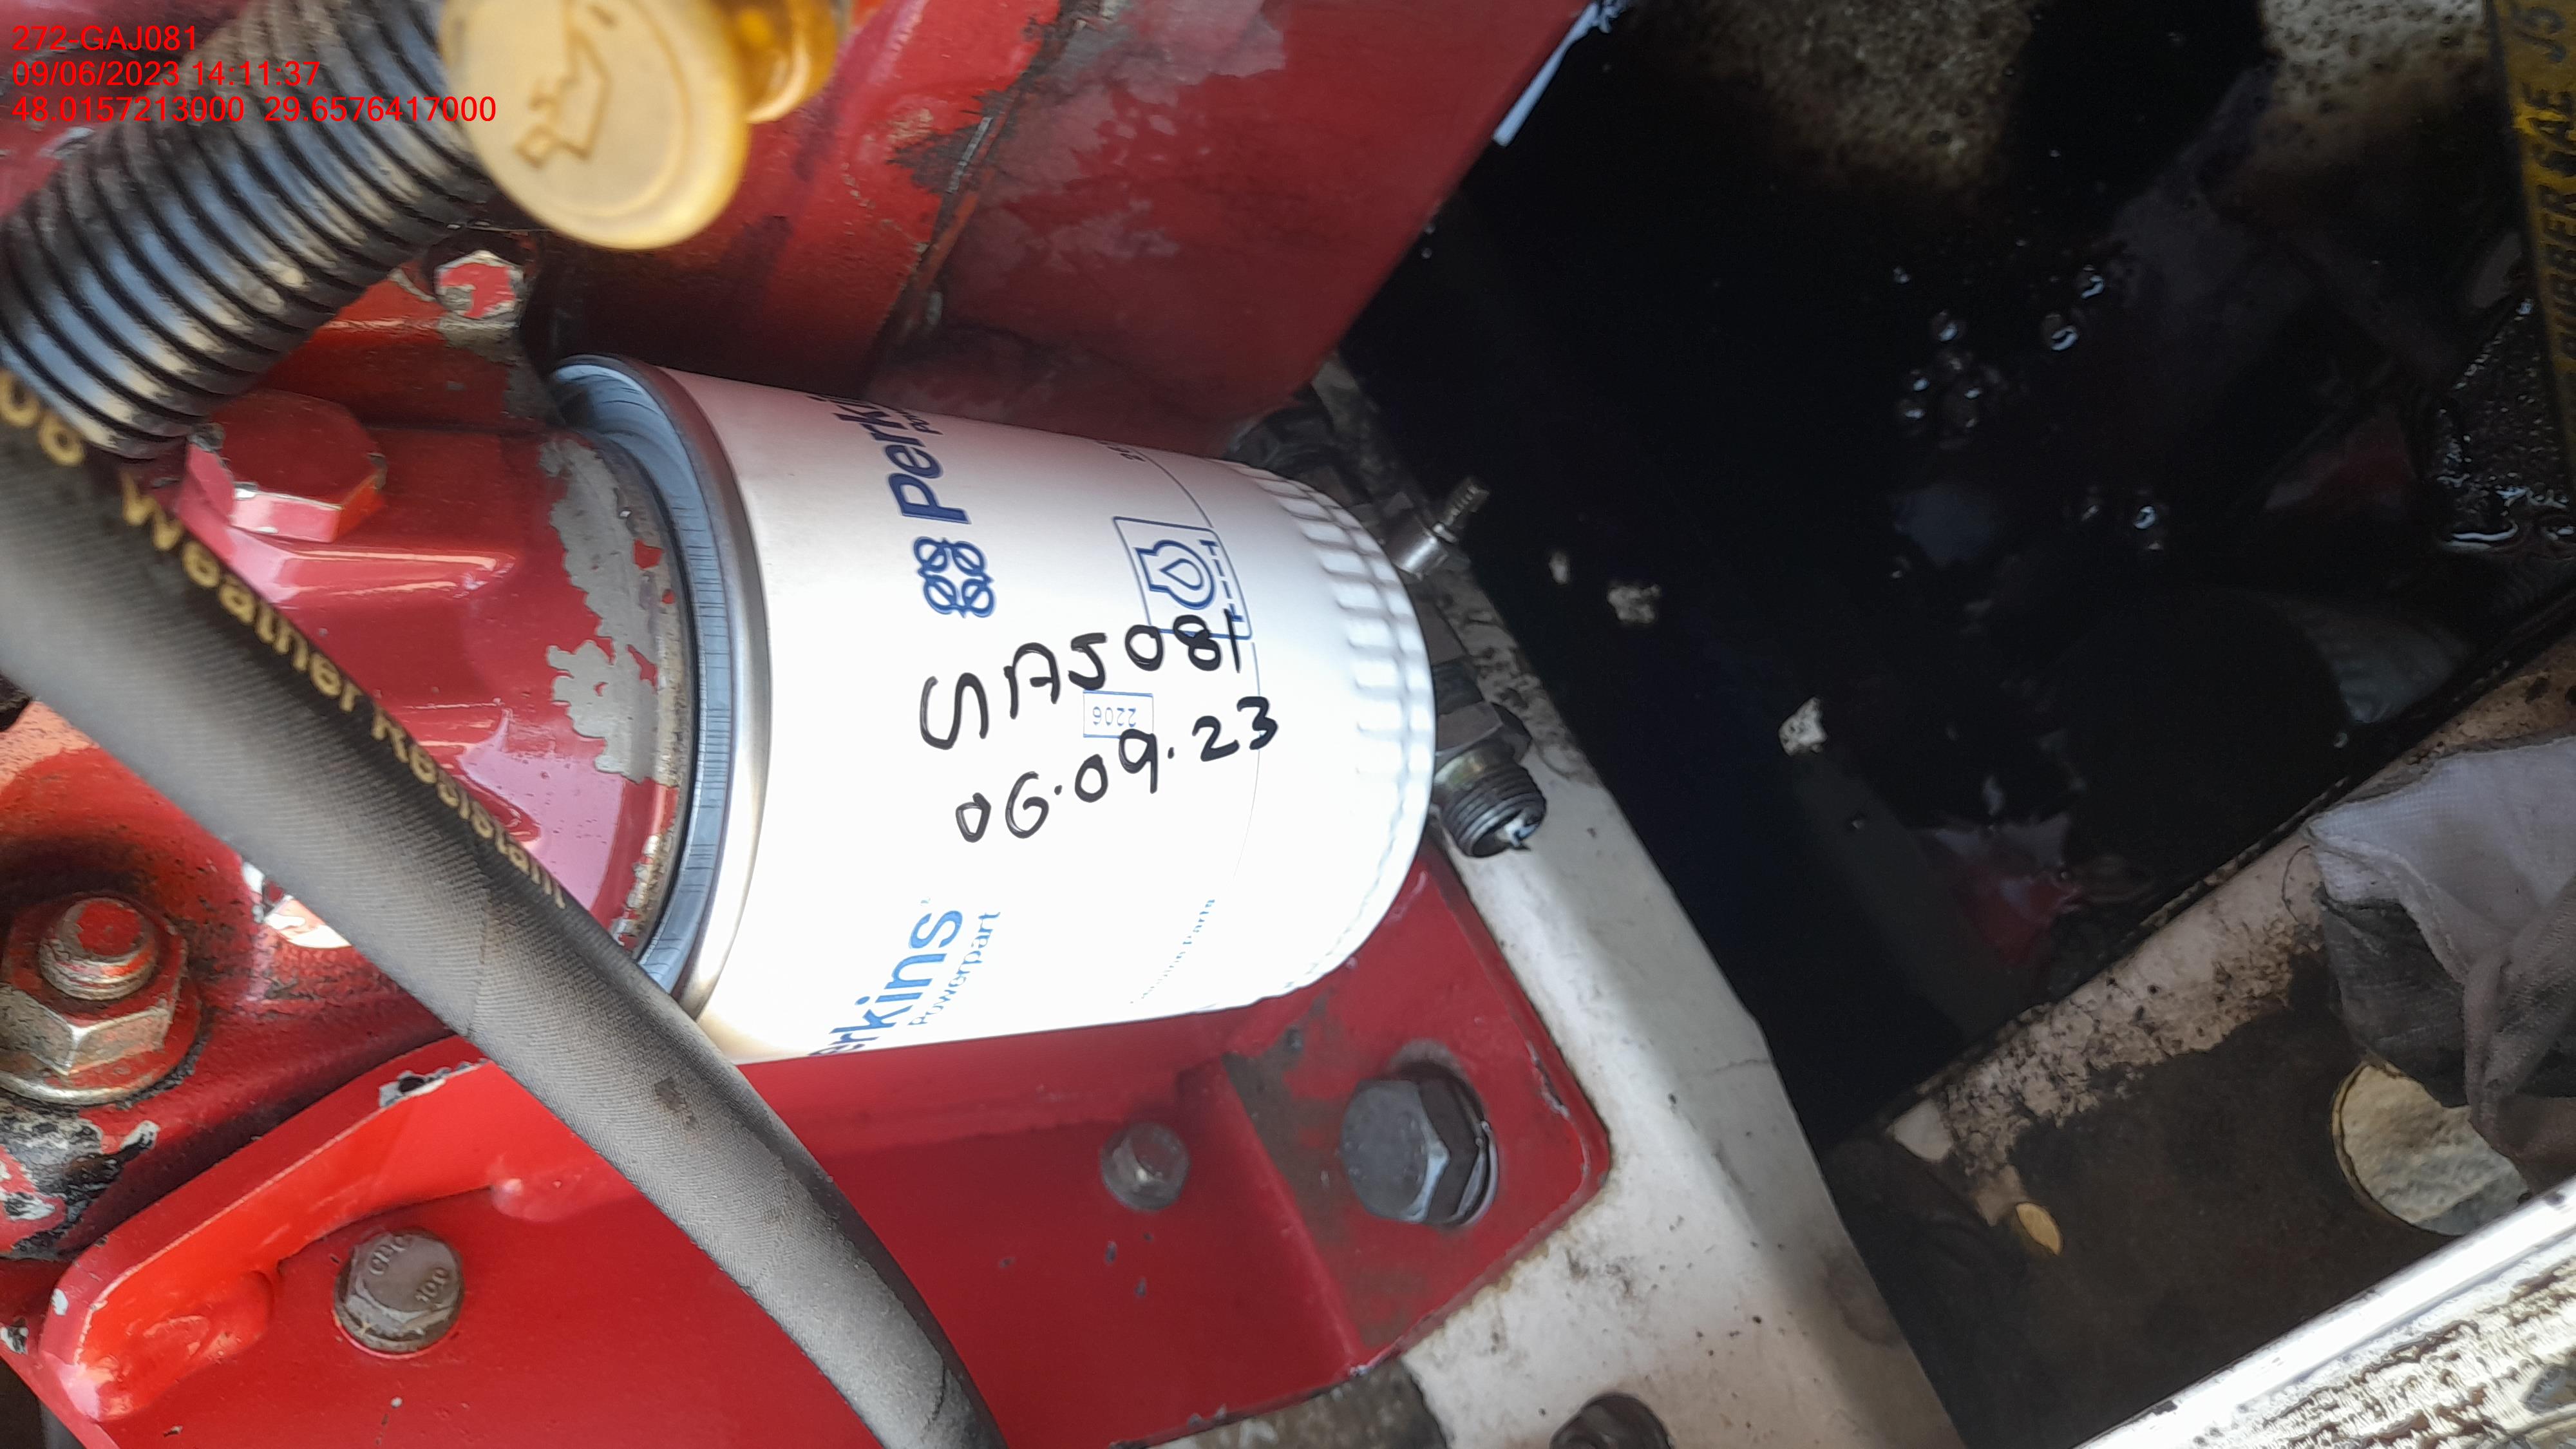 272-GAJ081
09/06/2023 14:11:37
48.0157213000 29.6576417000
Weather Resistant
Perkins
SAJ081
2206
06.09.23
Perkins
Powerpart